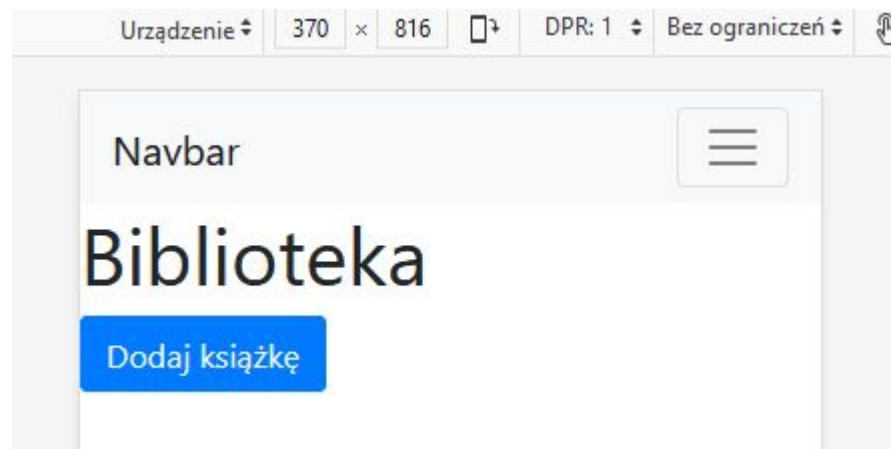 Urządzenie 370 × 816 DPR: 1 Bez ograniczeń
Navbar
Biblioteka
Dodaj książkę